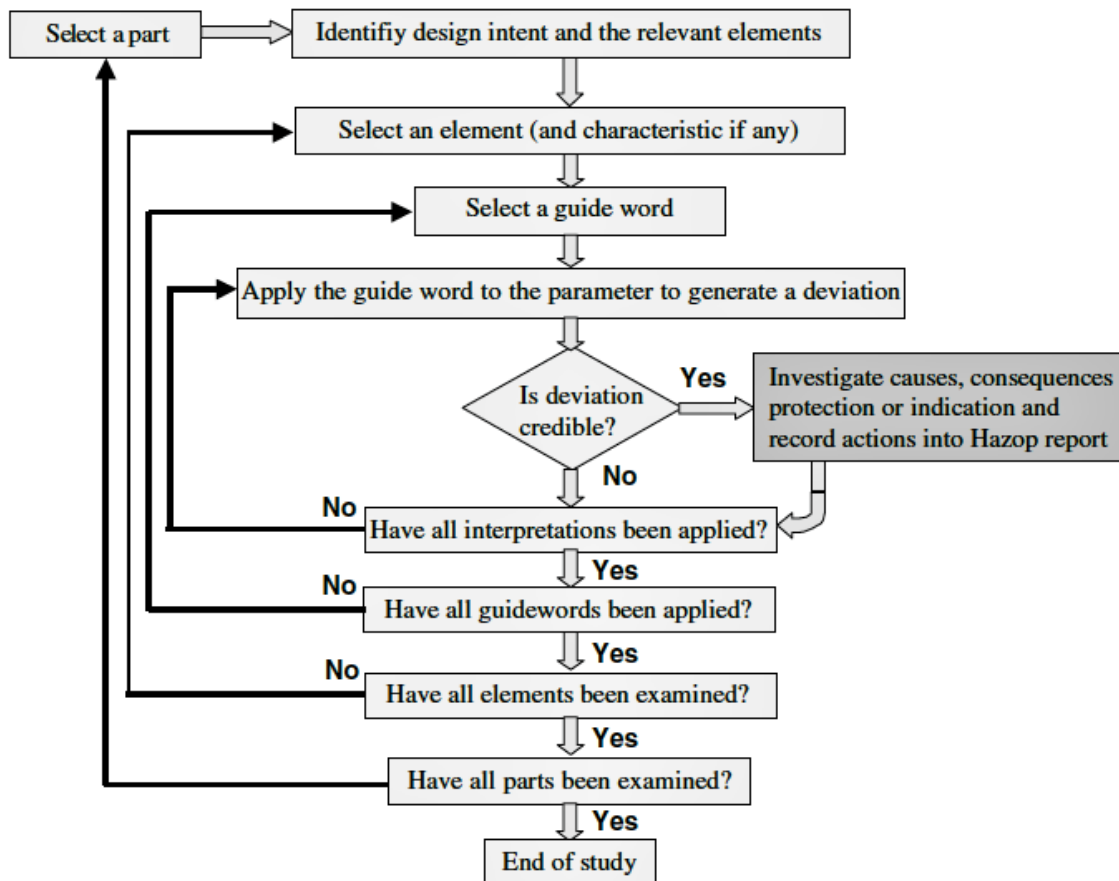 Select a part
Identifiy design intent and the relevant elements
Select an element (and characteristic if any)
Select a guide word
Apply the guide word to the parameter to generate a deviation
Is deviation
credible?
Yes
Investigate causes, consequences
protection or indication and
record actions into Hazop report
No
No
Have all interpretations been applied?
Yes
No
Have all guidewords been applied?
Yes
No
Have all elements been examined?
Yes
Have all parts been examined?
Yes
End of study